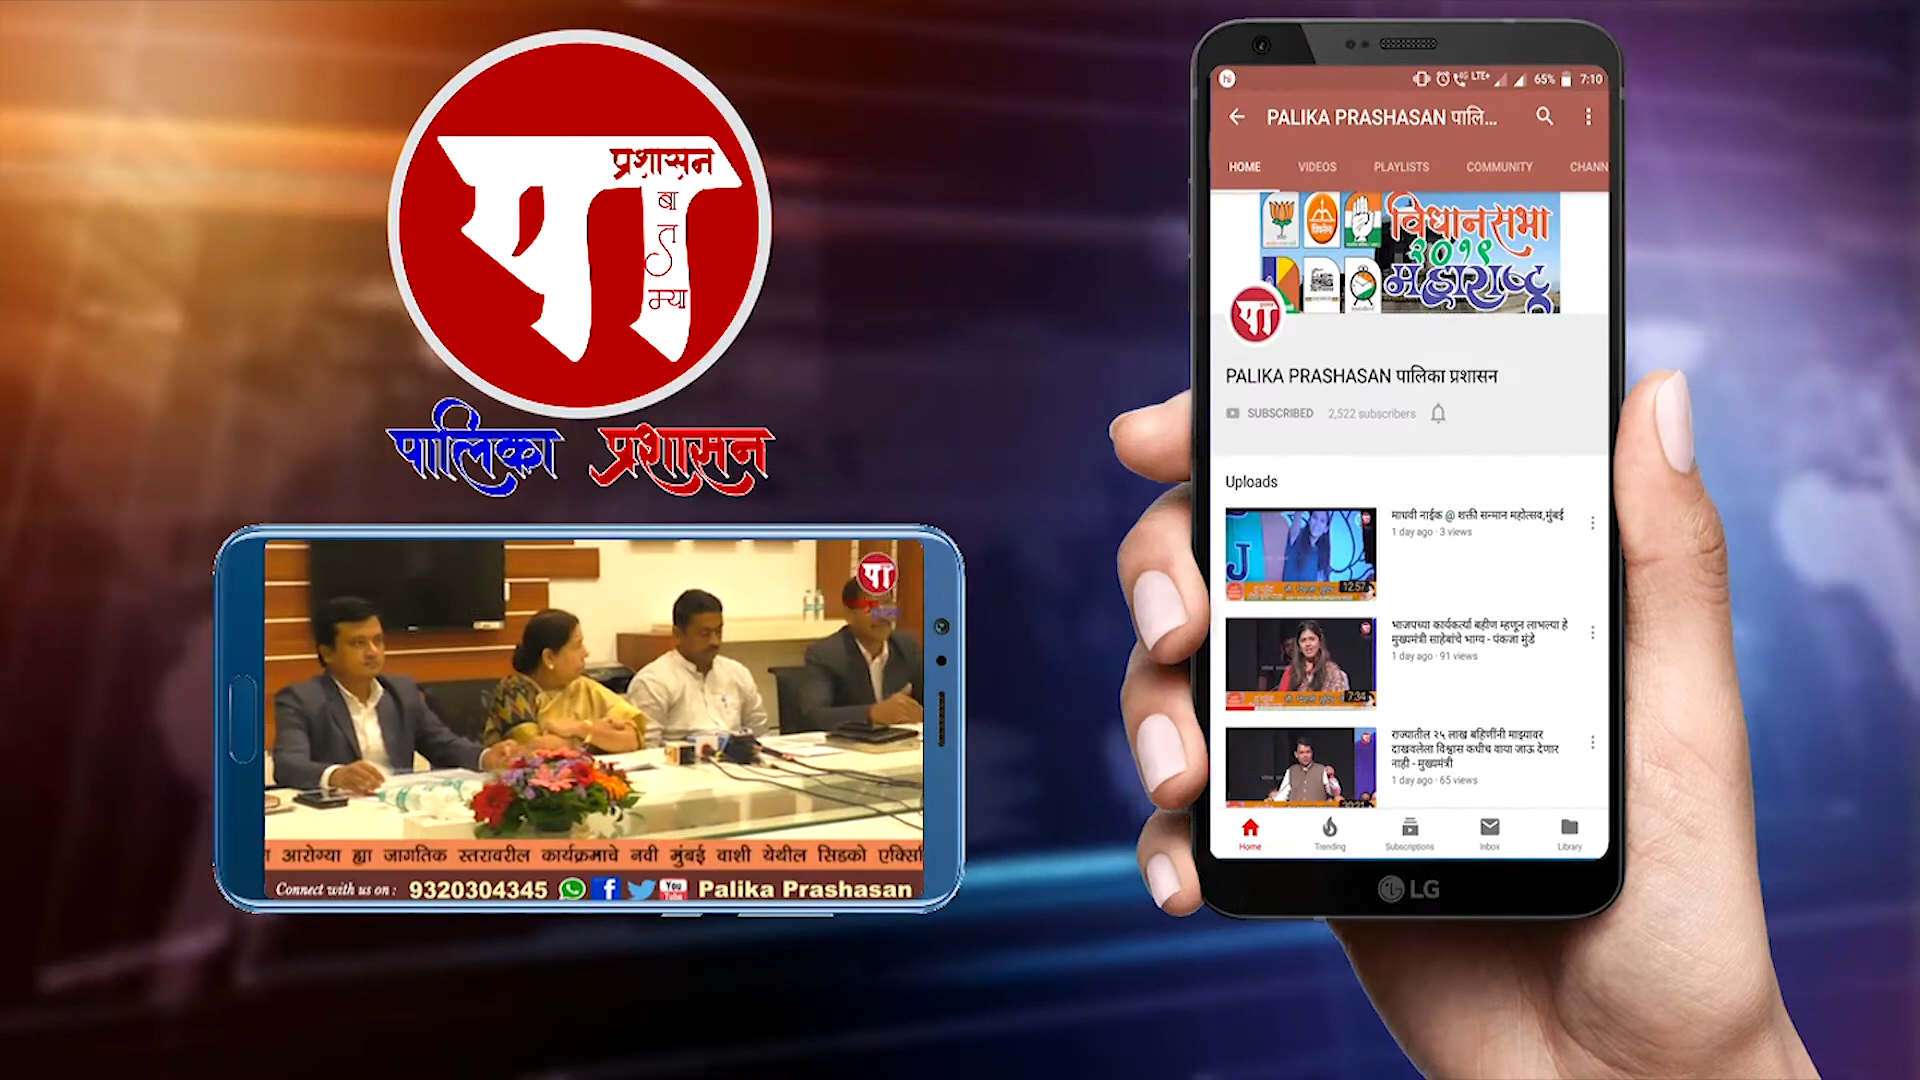 प्रशासन
पा
बा
त
म्या
पालिका प्रशासन
आरोग्या ह्या जागतिक स्तरावरील कार्यक्रमाचे नवी मुंबई वाशी येथील सिडको एक्सि
Connect with us on : 9320304345 Palika Prashasan
You
Tube
पा
65% 7:10
PALIKA PRASHASAN पालि...
HOME VIDEOS PLAYLISTS COMMUNITY CHANN
विधानसभा
२०१९
महाराष्ट्र
पा
PALIKA PRASHASAN पालिका प्रशासन
SUBSCRIBED 2,522 subscribers
Uploads
माधवी नाईक @ शक्ती सन्मान महोत्सव,मुंबई
1 day ago · 3 views
12:57
भाजपच्या कार्यकर्त्या बहीण म्हणून लाभल्या हे
मुख्यमंत्री साहेबांचे भाग्य - पंकजा मुंडे
1 day ago · 91 views
7:34
राज्यातील २५ लाख बहिणींनी माझ्यावर
दाखवलेला विश्वास कधीच वाया जाऊ देणार
नाही - मुख्यमंत्री
1 day ago · 65 views
Home Trending Subscriptions Inbox Library
LG